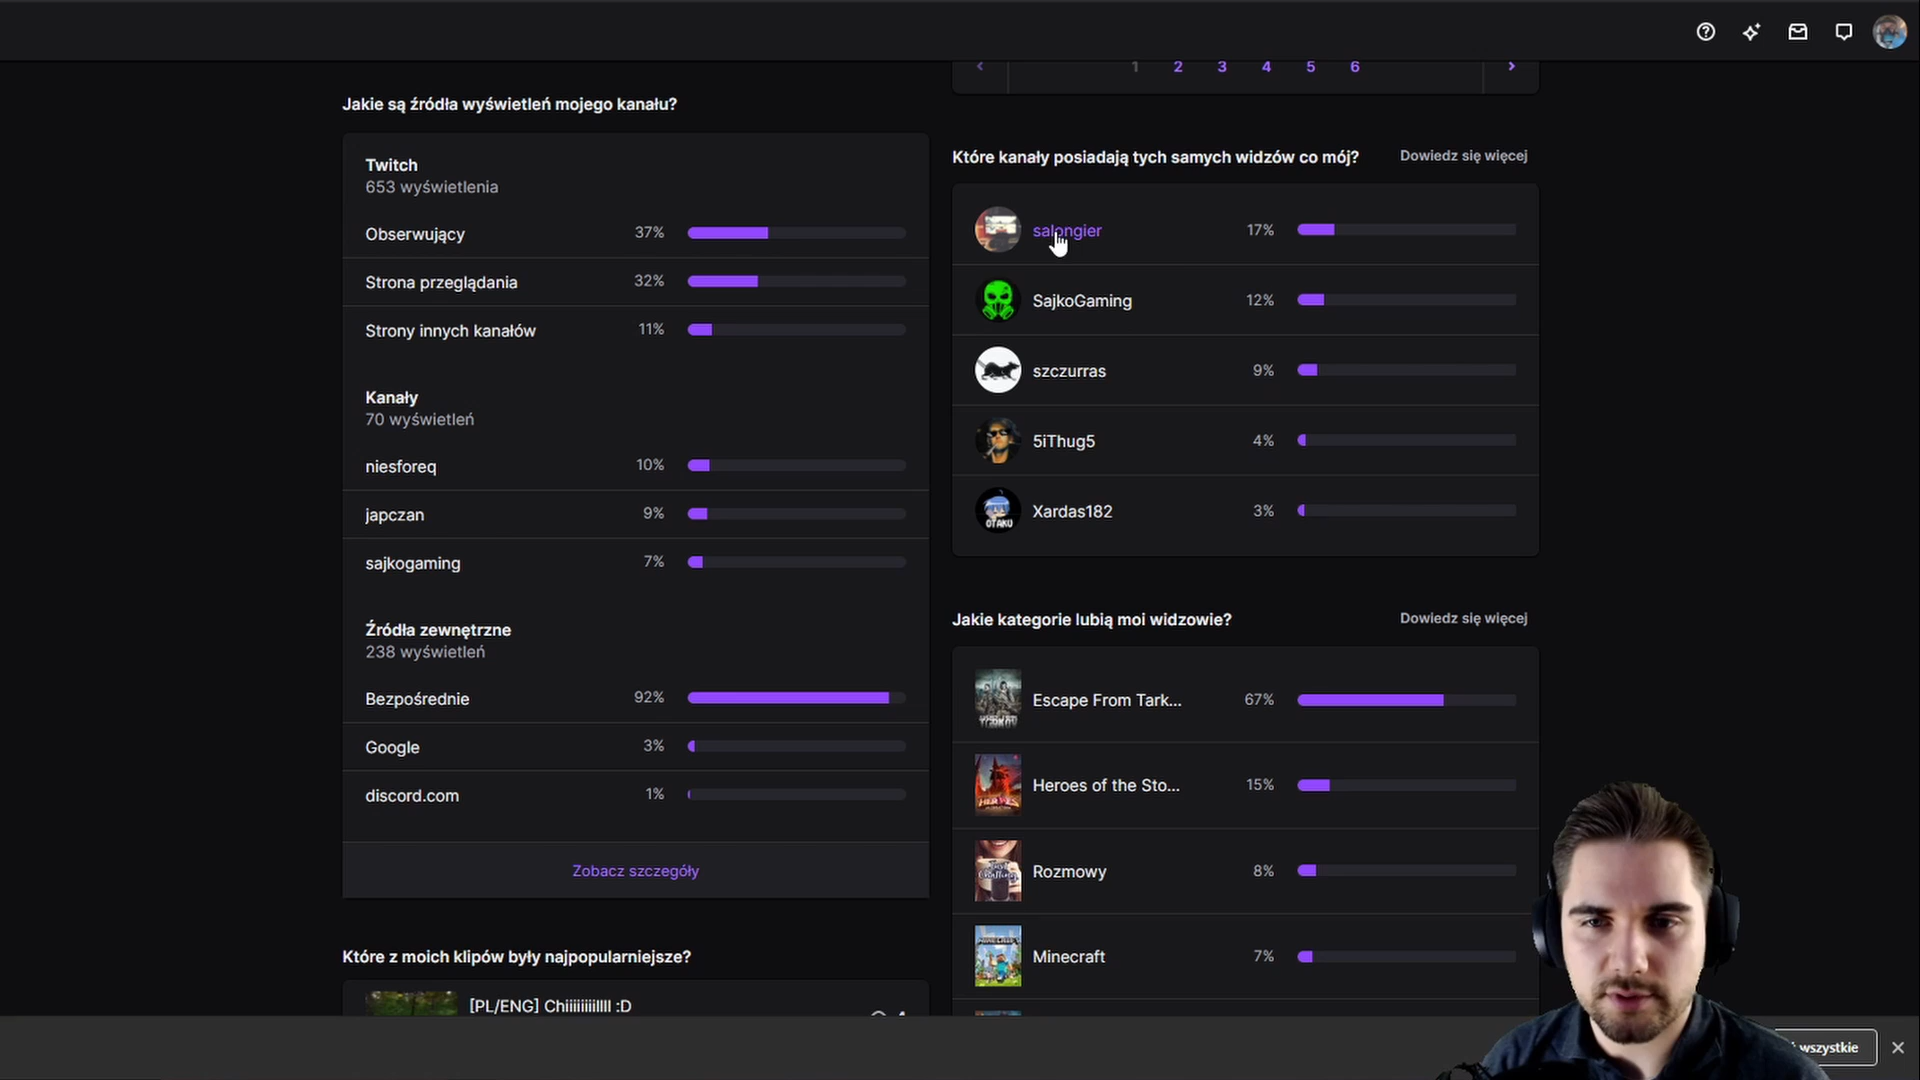 1 2 3 4 5 6
Jakie są źródła wyświetleń mojego kanału?
Twitch
653 wyświetlenia
Obserwujący 37%
Strona przeglądania 32%
Strony innych kanałów 11%
Kanały
70 wyświetleń
niesforeq 10%
japczan 9%
sajkogaming 7%
Źródła zewnętrzne
238 wyświetleń
Bezpośrednie 92%
Google 3%
discord.com 1%
Zobacz szczegóły
Które z moich klipów były najpopularniejsze?
[PL/ENG] Chiiiiiiiillll :D
Które kanały posiadają tych samych widzów co mój? Dowiedz się więcej
salongier 17%
SajkoGaming 12%
szczurras 9%
5iThug5 4%
Xardas182 3%
OTAKU
Jakie kategorie lubią moi widzowie? Dowiedz się więcej
Escape From Tark... 67%
Heroes of the Sto... 15%
Rozmowy 8%
Minecraft 7%
wszystkie